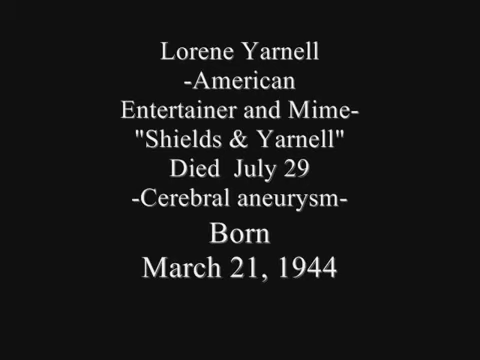 Lorene Yarnell
-American
Entertainer and Mime-
"Shields & Yarnell"
Died  July 29
-Cerebral aneurysm-
Born
March 21, 1944